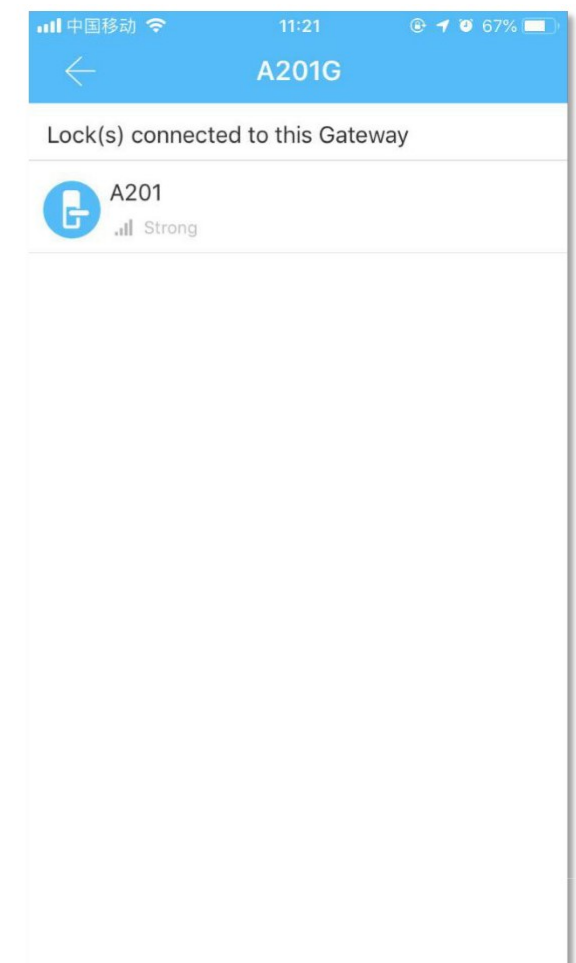 中国移动 11:21 67%
A201G
Lock(s) connected to this Gateway
A201
Strong